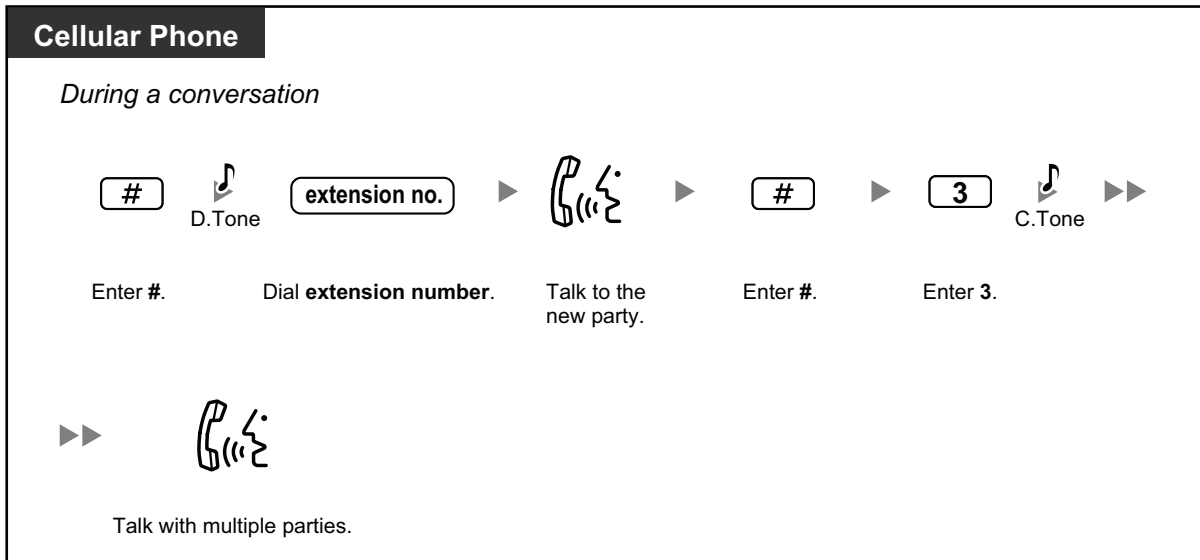 Cellular Phone
During a conversation
# D.Tone extension no. # 3 C.Tone
Enter #. Dial extension number. Talk to the new party. Enter #. Enter 3.
Talk with multiple parties.